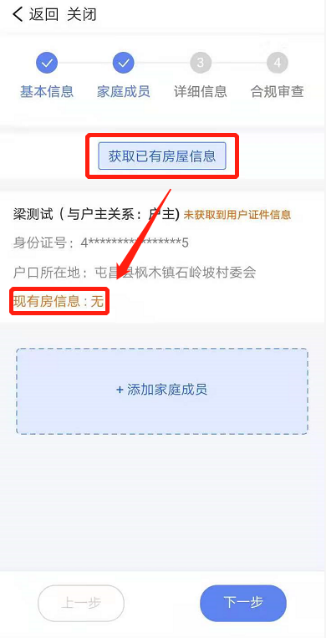 返回 关闭
3 4
基本信息 家庭成员 详细信息 合规审查
获取已有房屋信息
梁测试（与户主关系：户主) 未获取到用户证件信息
身份证号：4****************5
户口所在地：屯昌县枫木镇石岭坡村委会
现有房信息：无
+ 添加家庭成员
上一步 下一步